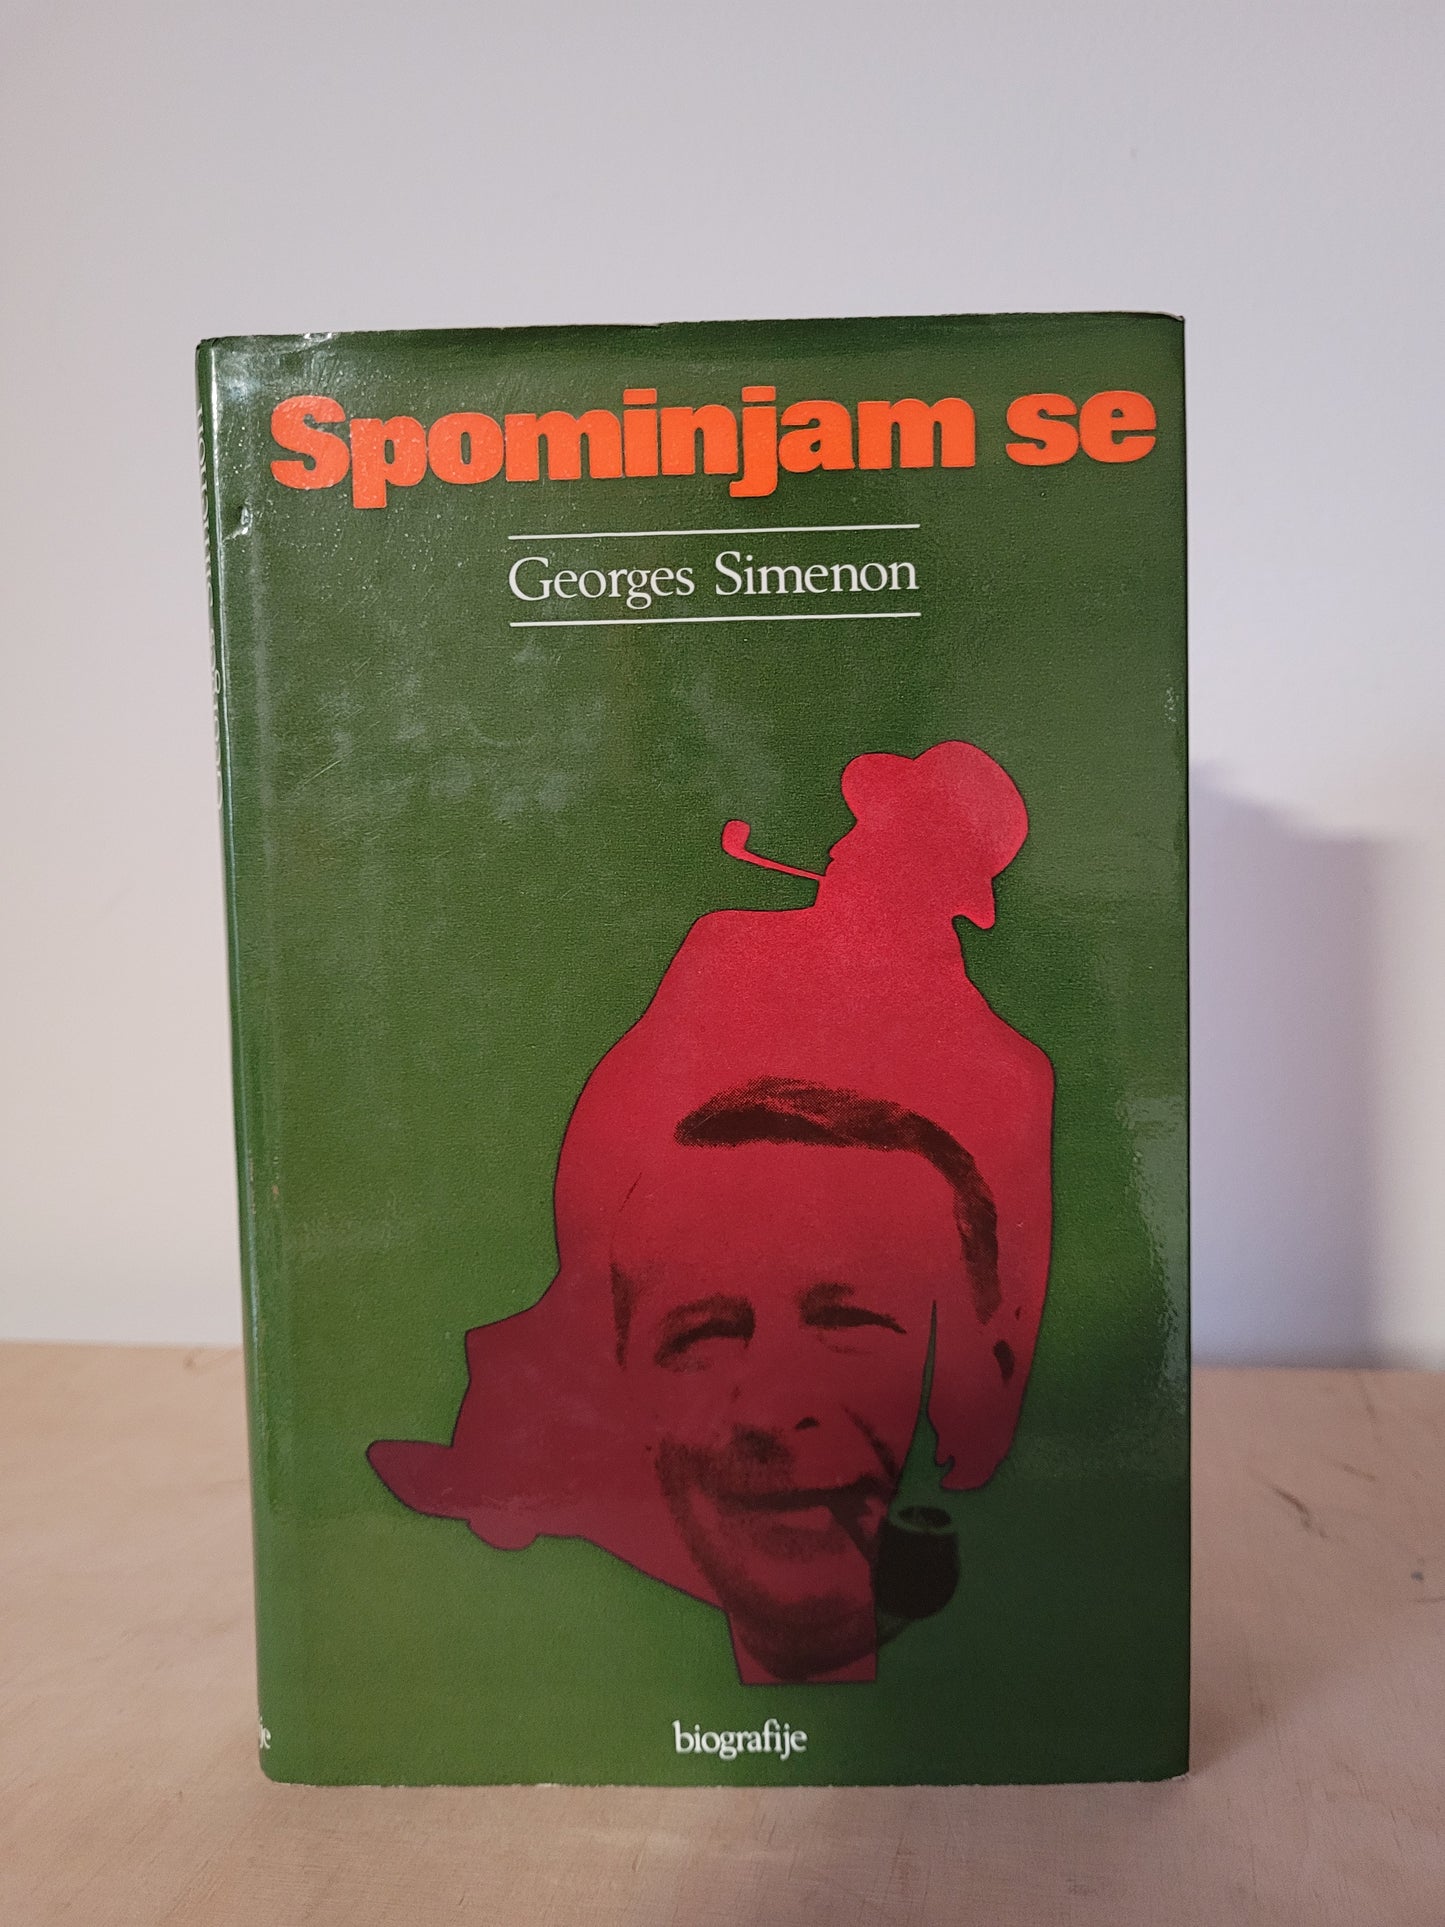 Spominjam se
Georges Simenon
biografije